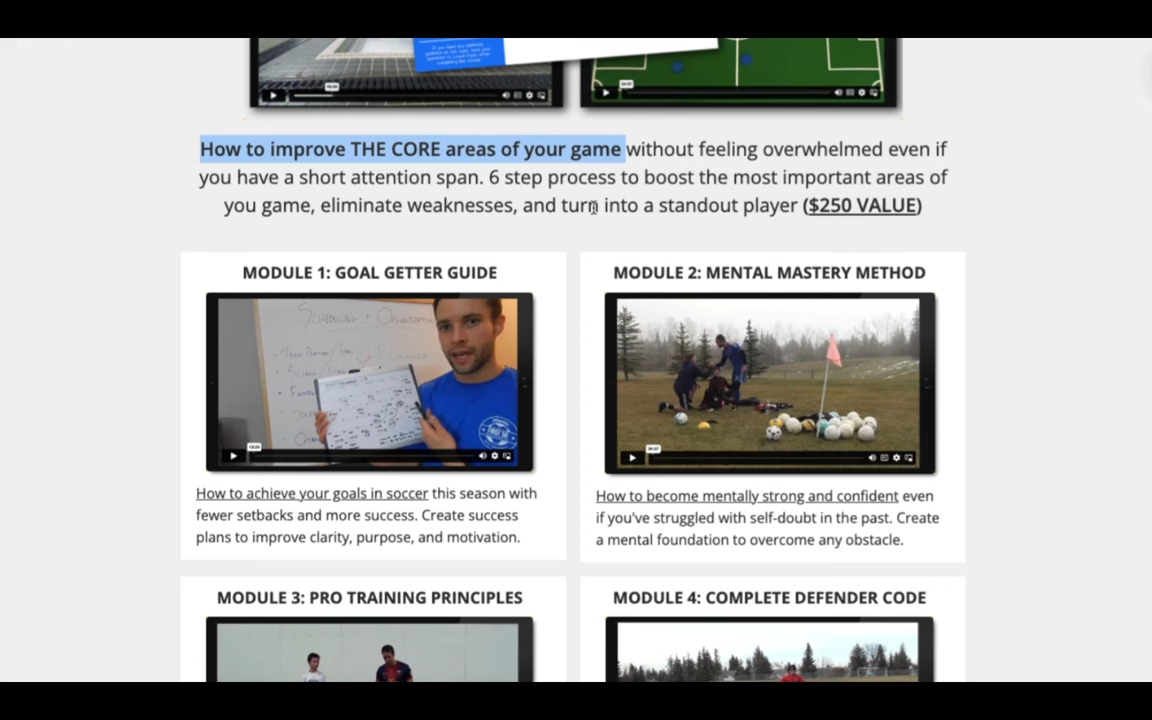 How to improve THE CORE areas of your game without feeling overwhelmed even if
you have a short attention span. 6 step process to boost the most important areas of
you game, eliminate weaknesses, and turn into a standout player ($250 VALUE)
MODULE 1: GOAL GETTER GUIDE
How to achieve your goals in soccer this season with
fewer setbacks and more success. Create success
plans to improve clarity, purpose, and motivation.
MODULE 2: MENTAL MASTERY METHOD
How to become mentally strong and confident even
if you've struggled with self-doubt in the past. Create
a mental foundation to overcome any obstacle.
MODULE 3: PRO TRAINING PRINCIPLES
MODULE 4: COMPLETE DEFENDER CODE